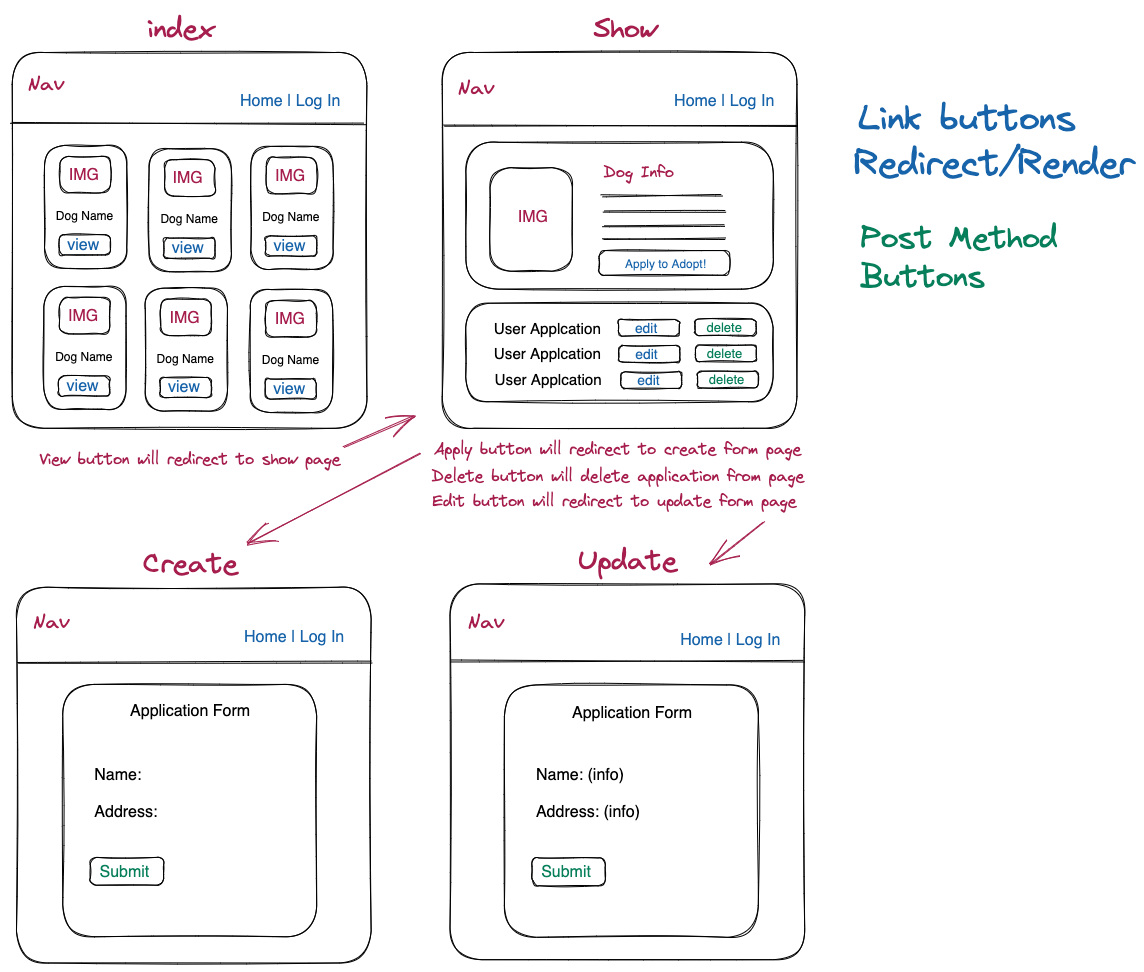 index
Nav
Home | Log In
IMG
Dog Name
view
IMG
Dog Name
view
IMG
Dog Name
view
IMG
Dog Name
view
IMG
Dog Name
view
IMG
Dog Name
view
View button will redirect to show page
Show
Nav
Home | Log In
IMG
Dog Info
Apply to Adopt!
User Applcation edit delete
User Applcation edit delete
User Applcation edit delete
Apply button will redirect to create form page
Delete button will delete application from page
Edit button will redirect to update form page
Link buttons
Redirect/Render
Post Method
Buttons
Create
Nav
Home | Log In
Application Form
Name:
Address:
Submit
Update
Nav
Home | Log In
Application Form
Name: (info)
Address: (info)
Submit